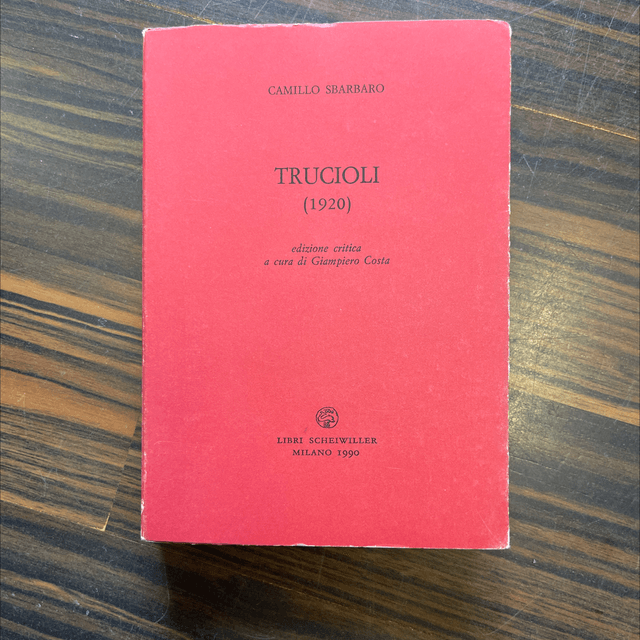 CAMILLO SBARBARO
TRUCIOLI
(1920)
edizione critica
a cura di Giampiero Costa
LIBRI SCHEIWILLER
MILANO 1990